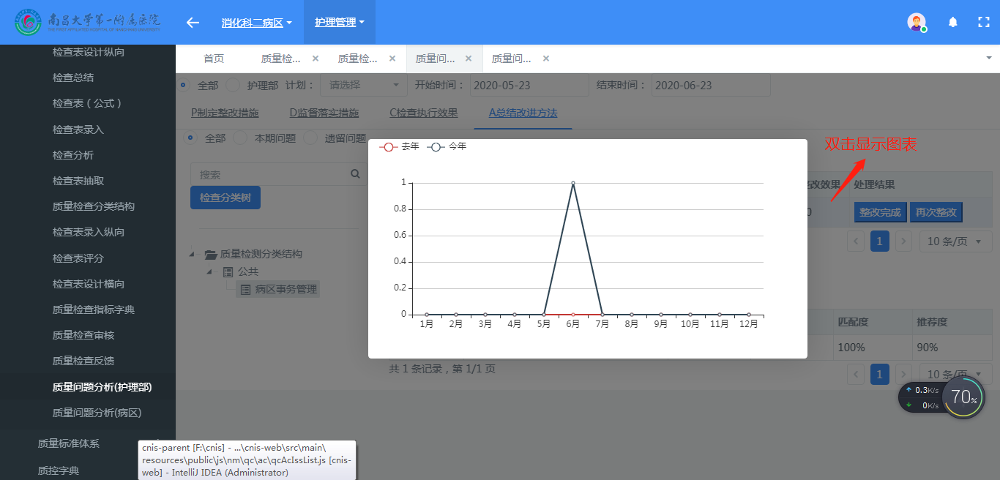 南昌大学第一附属医院
THE FIRST AFFILIATED HOSPITAL OF NANCHANG UNIVERSITY
消化科二病区
护理管理
检查表设计纵向
检查总结
检查表（公式）
检查表录入
检查分析
检查表抽取
质量检查分类结构
检查表录入纵向
检查表评分
检查表设计横向
质量检查指标字典
质量检查审核
质量检查反馈
质量问题分析(护理部)
质量问题分析(病区)
质量标准体系
质控字典
首页 质量检... × 质量检... × 质量问... × 质量问... ×
全部 护理部 计划： 请选择 开始时间： 2020-05-23 结束时间： 2020-06-23
P制定整改措施 D监督落实措施 C检查执行效果 A总结改进方法
全部 本期问题 遗留问题
搜索
检查分类树
质量检测分类结构
公共
病区事务管理
去年 今年
1
0.8
0.6
0.4
0.2
0
1月 2月 3月 4月 5月 6月 7月 8月 9月 10月 11月 12月
双击显示图表
改效果 处理结果
0 整改完成 再次整改
1 10 条/页
匹配度 推荐度
100% 90%
共 1 条记录，第 1/1 页
1 10 条/页
0.3K/s
0K/s
70%
cnis-parent [F:\cnis] - ...\cnis-web\src\main\
resources\public\js\nm\qc\ac\qcAcIssList.js [cnis-
web] - IntelliJ IDEA (Administrator)